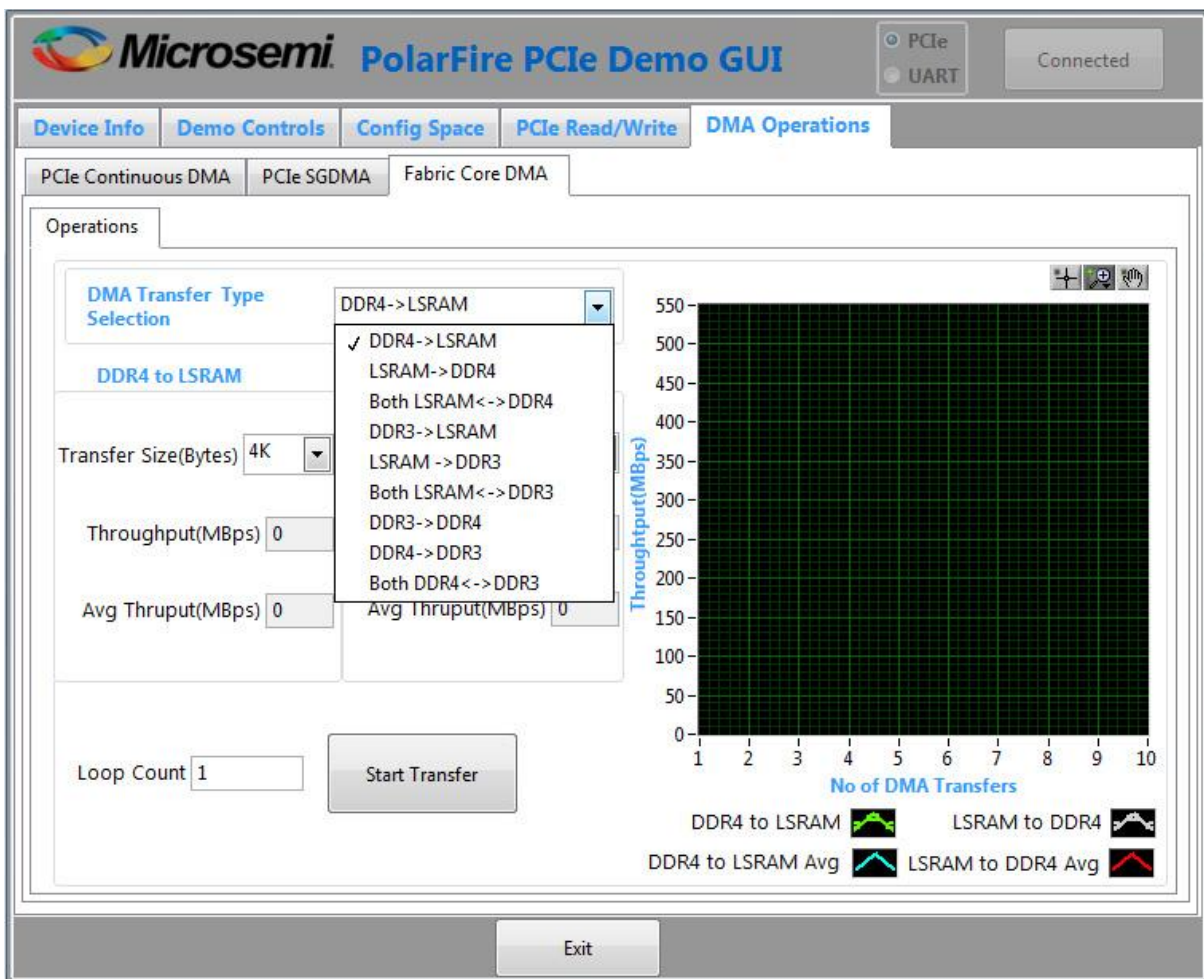 Microsemi. PolarFire PCIe Demo GUI
PCIe
UART
Connected
Device Info
Demo Controls
Config Space
PCIe Read/Write
DMA Operations
PCIe Continuous DMA
PCIe SGDMA
Fabric Core DMA
Operations
DMA Transfer Type
Selection
DDR4->LSRAM
DDR4->LSRAM
LSRAM->DDR4
Both LSRAM<->DDR4
DDR3->LSRAM
LSRAM ->DDR3
Both LSRAM<->DDR3
DDR3->DDR4
DDR4->DDR3
Both DDR4<->DDR3
DDR4 to LSRAM
Transfer Size(Bytes) 4K
Throughput(MBps) 0
Avg Thruput(MBps) 0
Avg Thruput(MBps) 0
Loop Count 1
Start Transfer
Throughtput(MBps)
550
500
450
400
350
300
250
200
150
100
50
0
1 2 3 4 5 6 7 8 9 10
No of DMA Transfers
DDR4 to LSRAM
LSRAM to DDR4
DDR4 to LSRAM Avg
LSRAM to DDR4 Avg
Exit